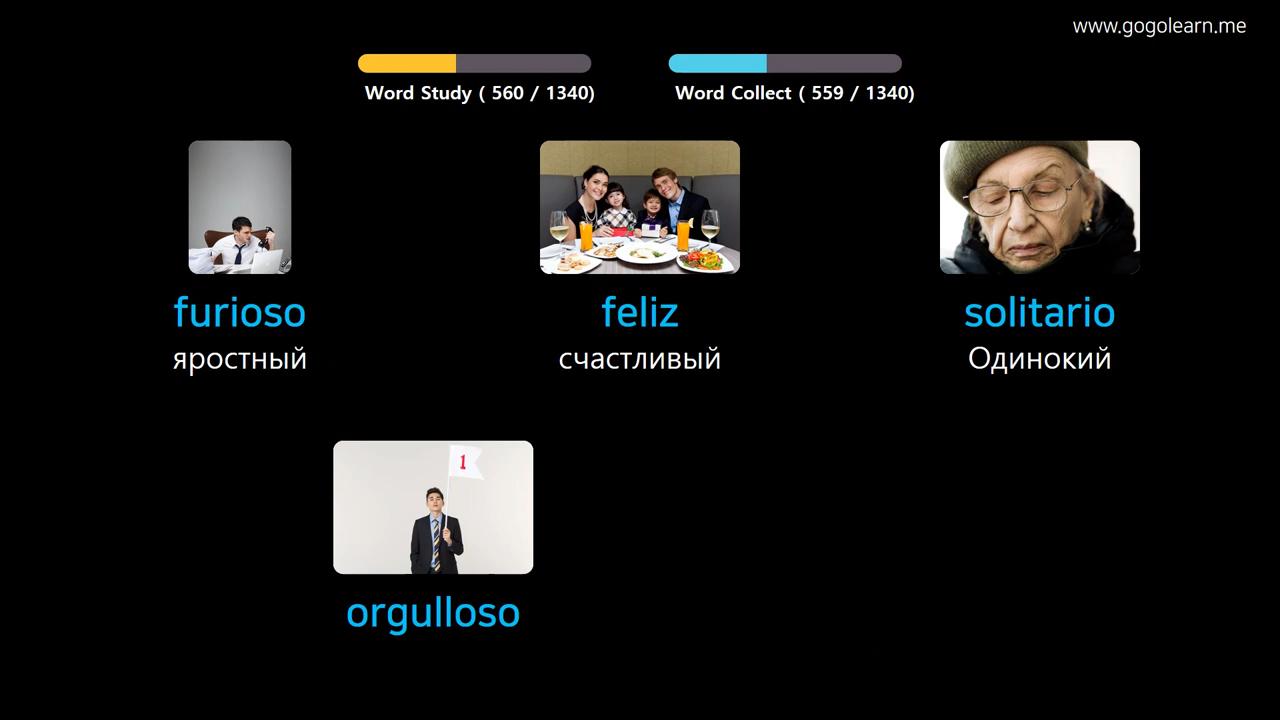 www.gogolearn.me
Word Study ( 560 / 1340)
Word Collect ( 559 / 1340)
furioso
feliz
solitario
яростный
счастливый
Одинокий
1
orgulloso